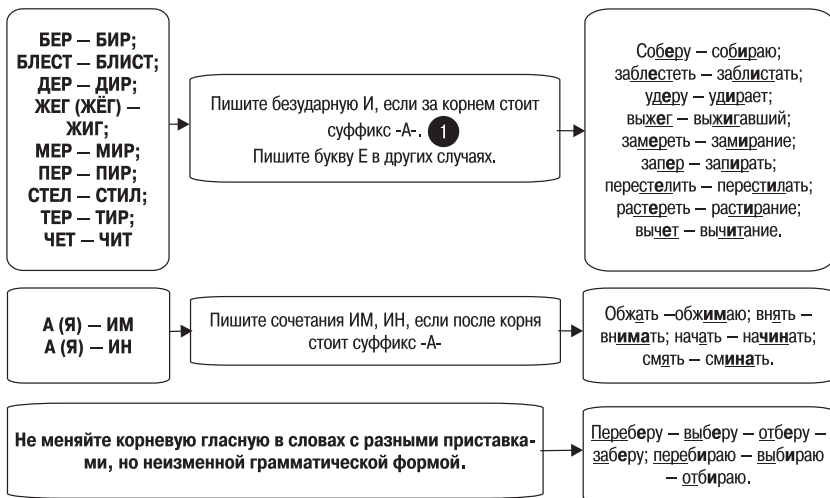 БЕР – БИР;
БЛЕСТ – БЛИСТ;
ДЕР – ДИР;
ЖЕГ (ЖЁГ) –
ЖИГ;
МЕР – МИР;
ПЕР – ПИР;
СТЕЛ – СТИЛ;
ТЕР – ТИР;
ЧЕТ – ЧИТ
Пишите безударную И, если за корнем стоит
суффикс -А-. 1
Пишите букву Е в других случаях.
Соберу – собираю;
заблестеть – заблистать;
удеру – удирает;
выжег – выжигавший;
замереть – замирание;
запер – запирать;
перестелить – перестилать;
растереть – растирание;
вычет – вычитание.
А (Я) – ИМ
А (Я) – ИН
Пишите сочетания ИМ, ИН, если после корня
стоит суффикс -А-
Обжать –обжимаю; внять –
внимать; начать – начинать;
смять – сминать.
Не меняйте корневую гласную в словах с разными приставка-
ми, но неизменной грамматической формой.
Переберу – выберу – отберу –
заберу; перебираю – выбираю
– отбираю.